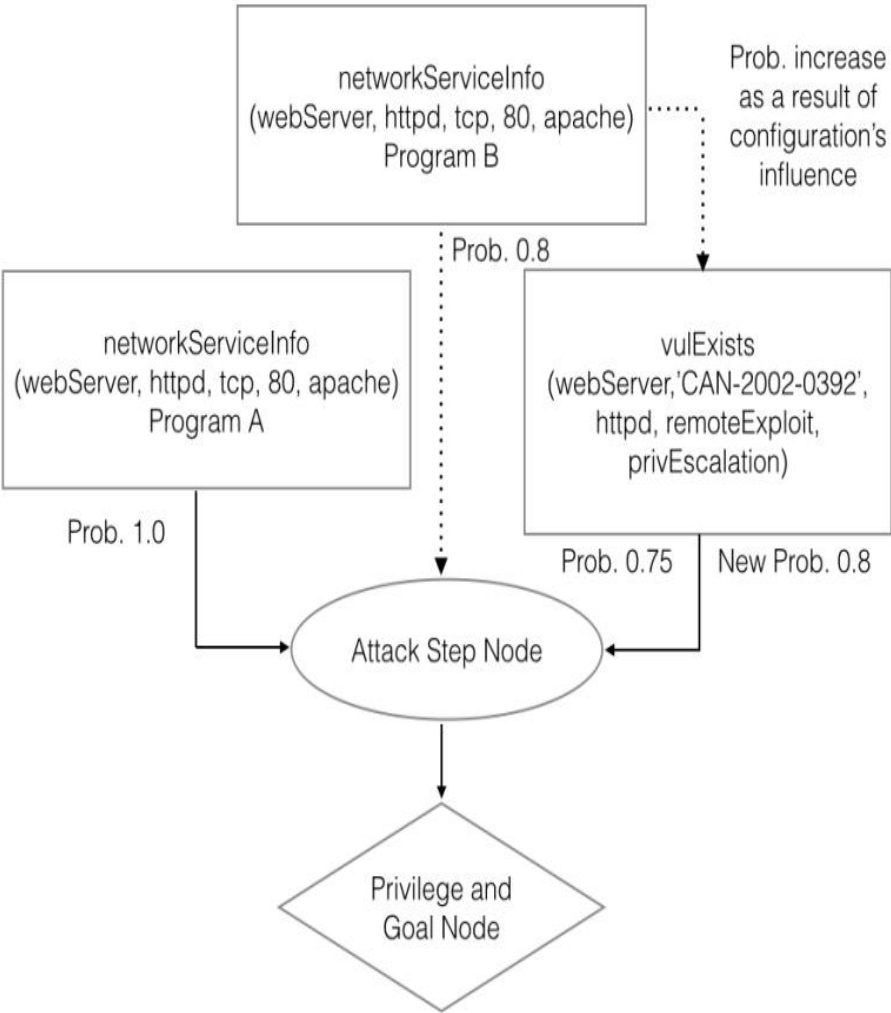 networkServiceInfo
(webServer, httpd, tcp, 80, apache)
Program B
Prob. increase
as a result of
configuration's
influence
Prob. 0.8
networkServiceInfo
(webServer, httpd, tcp, 80, apache)
Program A
vulExists
(webServer,'CAN-2002-0392',
httpd, remoteExploit,
privEscalation)
Prob. 1.0
Prob. 0.75
New Prob. 0.8
Attack Step Node
Privilege and
Goal Node